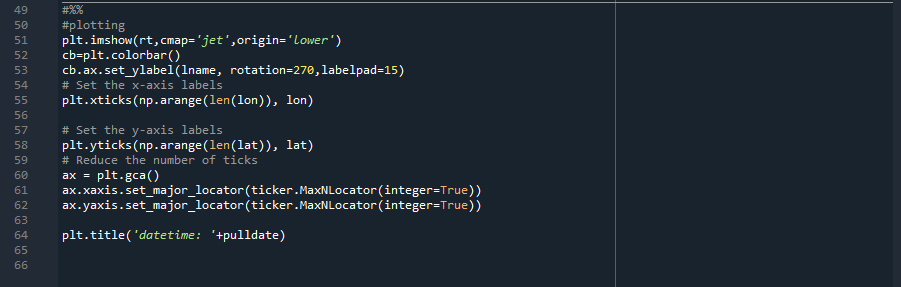 49 #%%
50 #plotting
51 plt.imshow(rt,cmap='jet',origin='lower')
52 cb=plt.colorbar()
53 cb.ax.set_ylabel(lname, rotation=270,labelpad=15)
54 # Set the x-axis labels
55 plt.xticks(np.arange(len(lon)), lon)
56
57 # Set the y-axis labels
58 plt.yticks(np.arange(len(lat)), lat)
59 # Reduce the number of ticks
60 ax = plt.gca()
61 ax.xaxis.set_major_locator(ticker.MaxNLocator(integer=True))
62 ax.yaxis.set_major_locator(ticker.MaxNLocator(integer=True))
63
64 plt.title('datetime: '+pulldate)
65
66